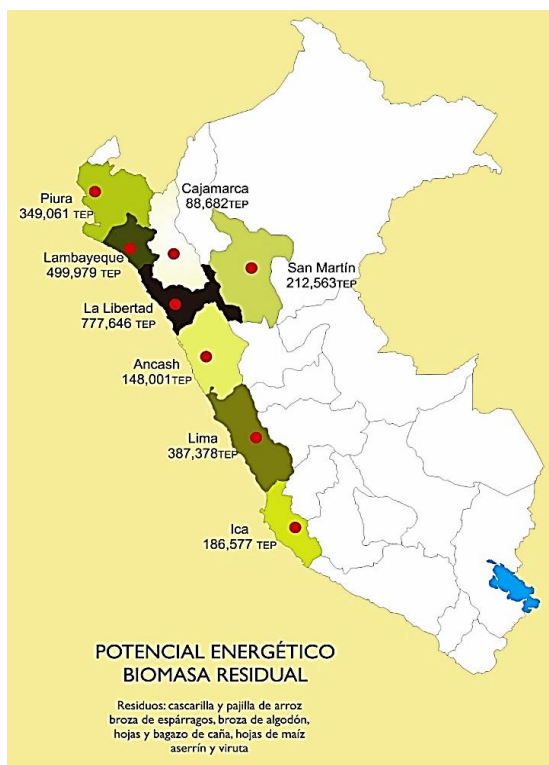 Cajamarca
88,682TEP
Piura
349,061 TEP
Lambayeque
499,979 TEP
San Martín
212,563TEP
La Libertad
777,646 TEP
Ancash
148,001TEP
Lima
387,378TEP
Ica
186,577 TEP
POTENCIAL ENERGÉTICO
BIOMASA RESIDUAL
Residuos: cascarilla y pajilla de arroz
broza de espárragos, broza de algodón,
hojas y bagazo de caña, hojas de maíz
aserrín y viruta